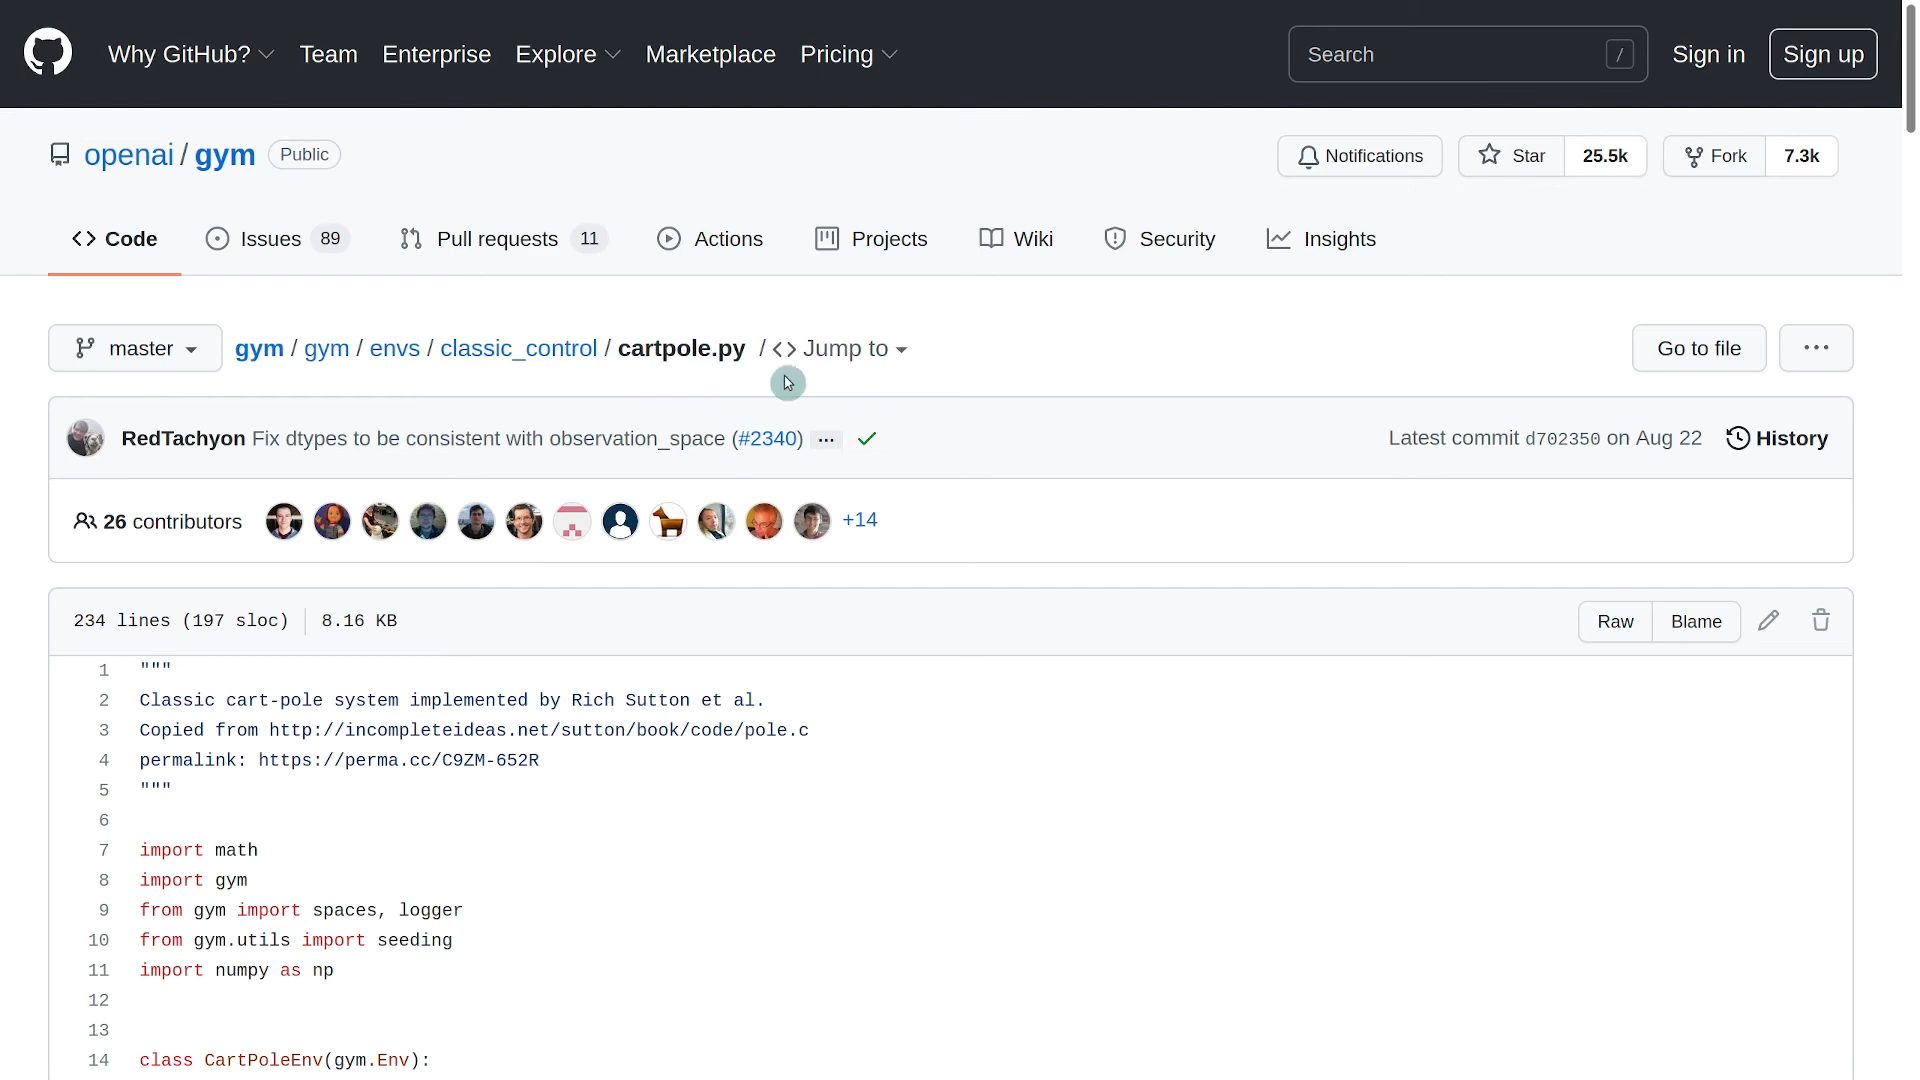 Why GitHub? Team Enterprise Explore Marketplace Pricing Search / Sign in Sign up
openai / gym Public Notifications Star 25.5k Fork 7.3k
Code Issues 89 Pull requests 11 Actions Projects Wiki Security Insights
master gym / gym / envs / classic_control / cartpole.py / <> Jump to Go to file ...
RedTachyon Fix dtypes to be consistent with observation_space (#2340) ... Latest commit d702350 on Aug 22 History
26 contributors +14
234 lines (197 sloc) 8.16 KB Raw Blame
1 """
2 Classic cart-pole system implemented by Rich Sutton et al.
3 Copied from http://incompleteideas.net/sutton/book/code/pole.c
4 permalink: https://perma.cc/C9ZM-652R
5 """
6
7 import math
8 import gym
9 from gym import spaces, logger
10 from gym.utils import seeding
11 import numpy as np
12
13
14 class CartPoleEnv(gym.Env):